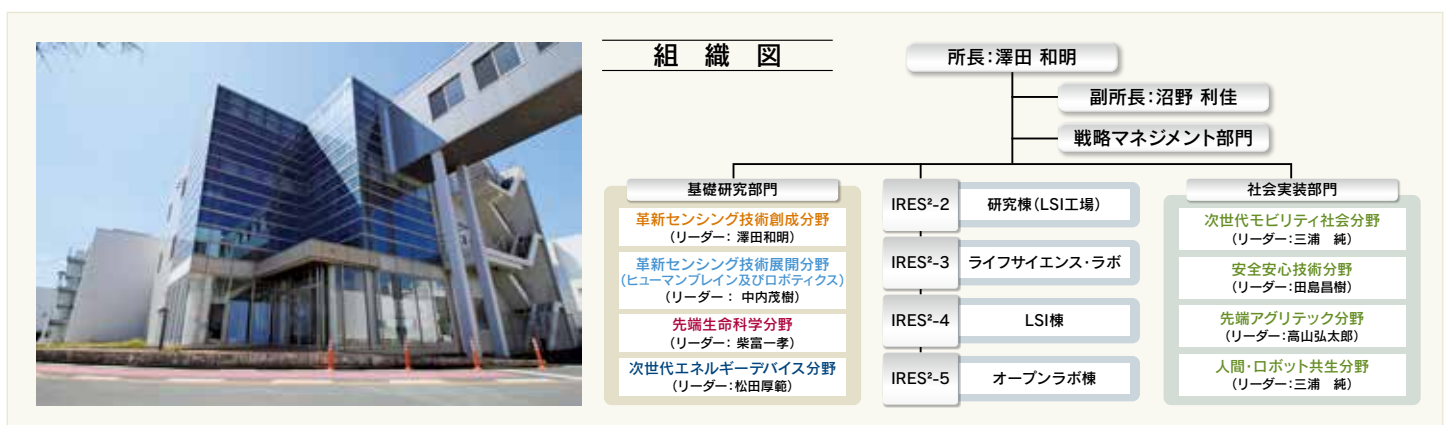 組 織 図
所長:澤田 和明
副所長:沼野 利佳
戦略マネジメント部門
基礎研究部門
革新センシング技術創成分野
(リーダー: 澤田和明)
革新センシング技術展開分野
(ヒューマンブレイン及びロボティクス)
(リーダー: 中内茂樹)
先端生命科学分野
(リーダー: 柴富一孝)
次世代エネルギーデバイス分野
(リーダー:松田厚範)
IRES²-2 研究棟(LSI工場)
IRES²-3 ライフサイエンス・ラボ
IRES²-4 LSI棟
IRES²-5 オープンラボ棟
社会実装部門
次世代モビリティ社会分野
(リーダー:三浦 純)
安全安心技術分野
(リーダー:田島昌樹)
先端アグリテック分野
(リーダー:高山弘太郎)
人間・ロボット共生分野
(リーダー:三浦 純)